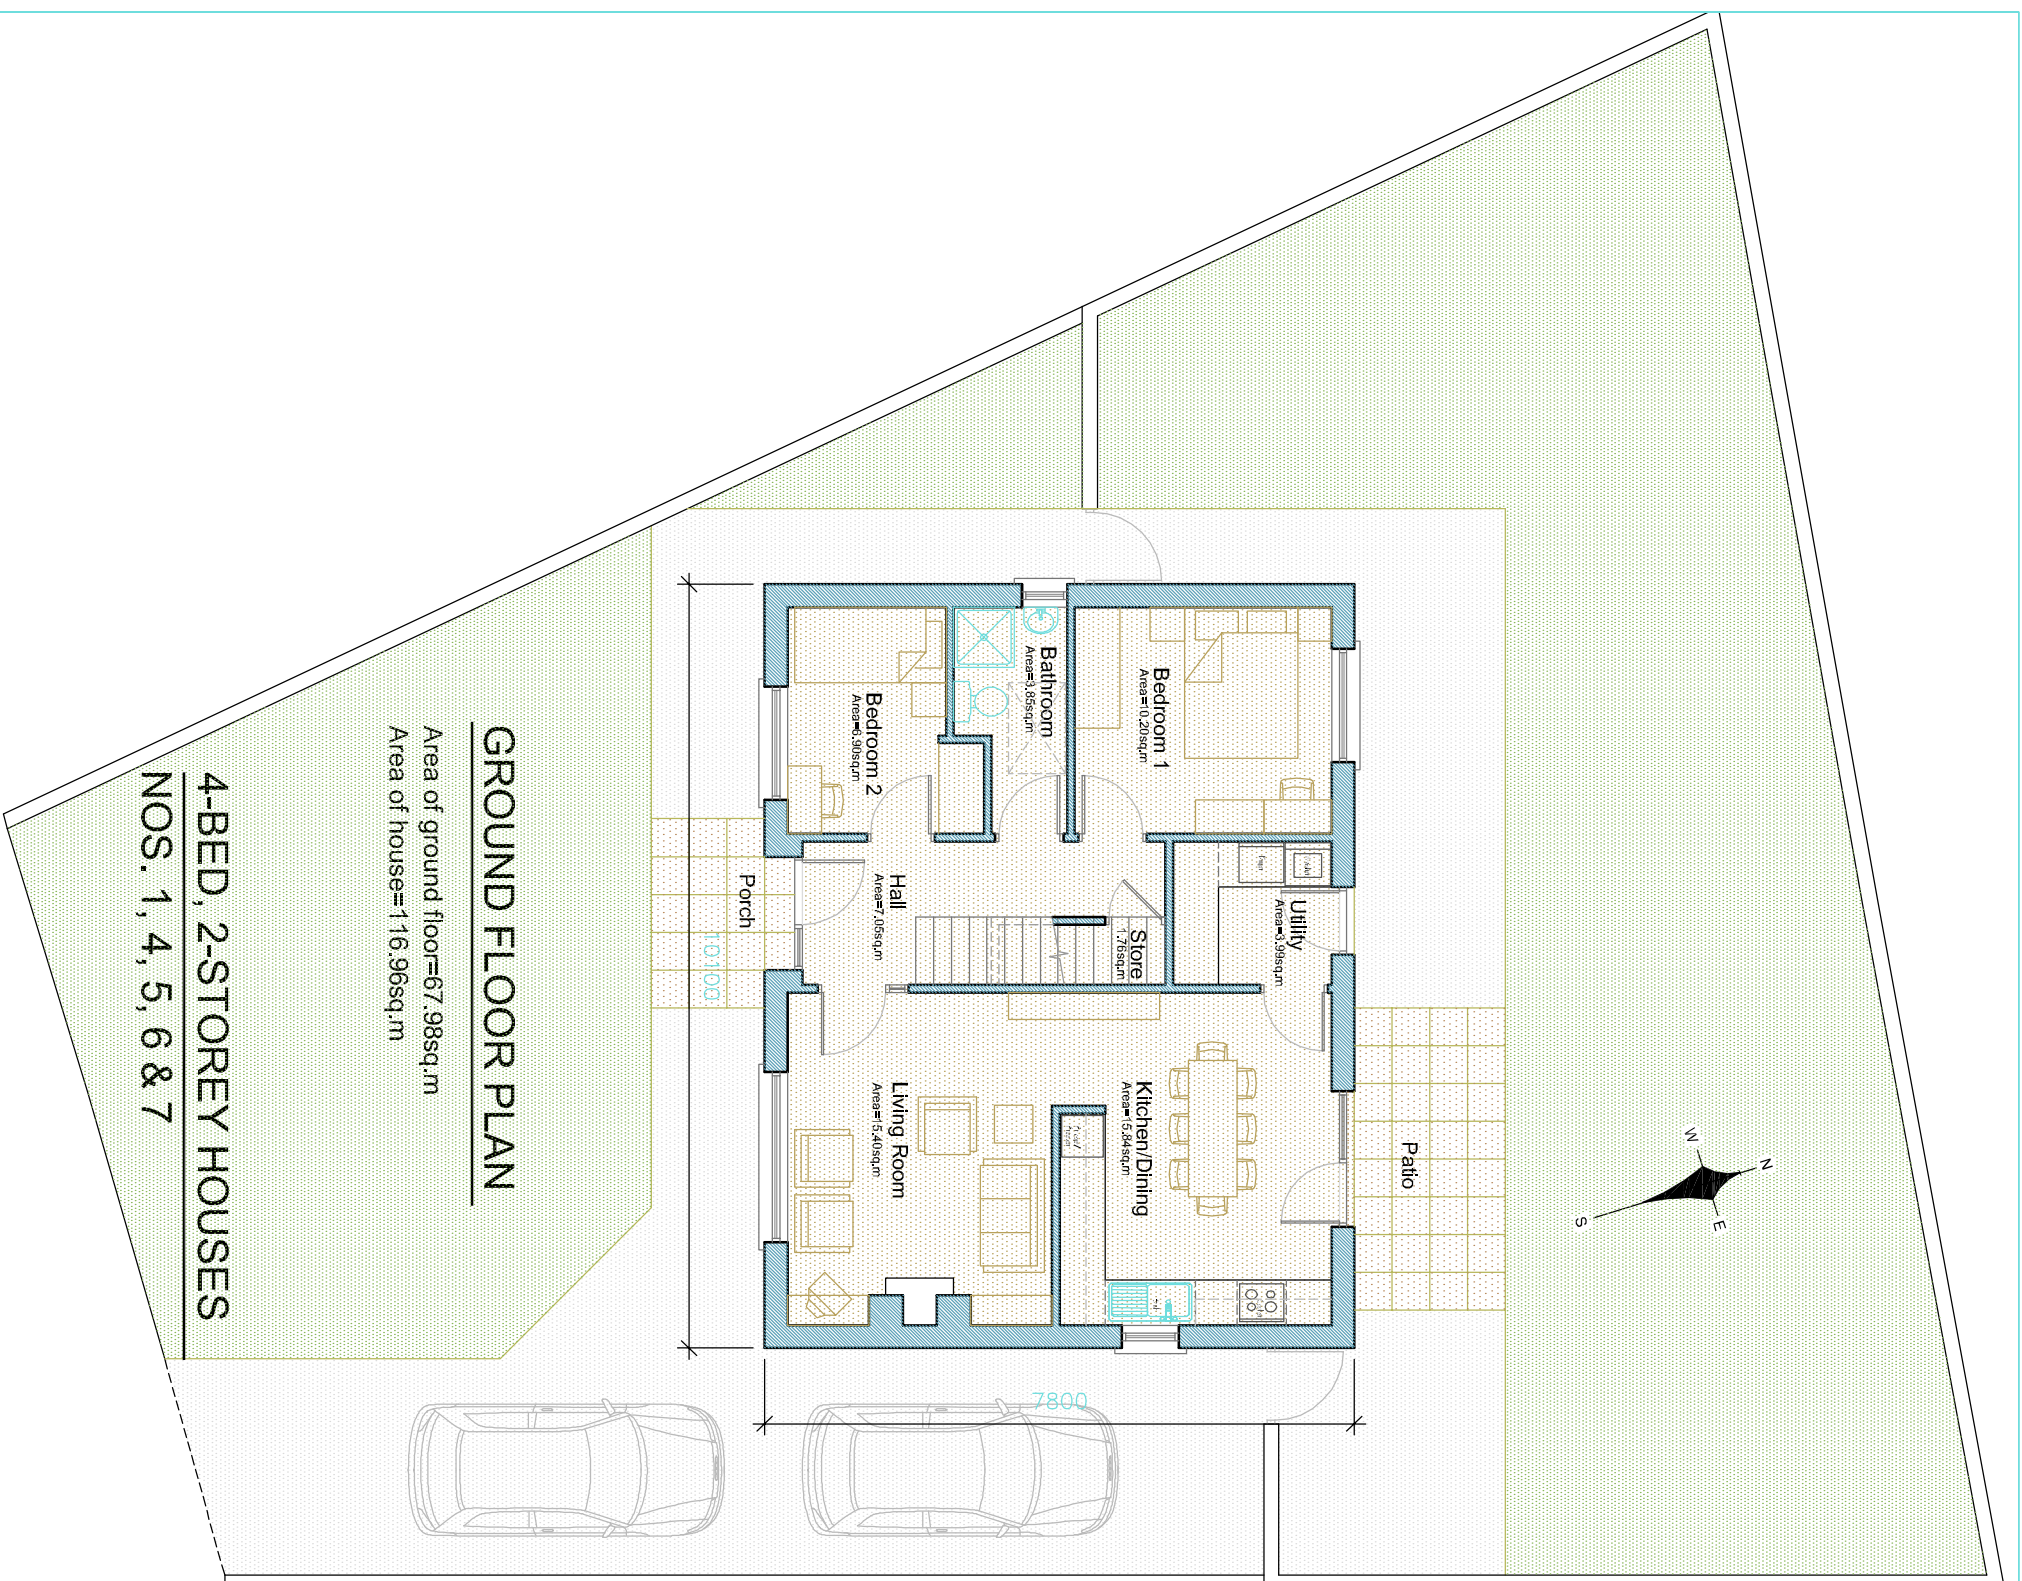 GROUND FLOOR PLAN
Area of ground floor=67.98sq.m
Area of house=116.96sq.m
4-BED, 2-STOREY HOUSES
NOS. 1, 4, 5, 6 & 7
Patio
Bedroom 1
Area=10.20sq.m
Bathroom
Area=3.85sq.m
Bedroom 2
Area=6.90sq.m
Utility
Area=3.99sq.m
Store
1.76sq.m
Hall
Area=7.05sq.m
Porch
Kitchen/Dining
Area=15.84sq.m
Living Room
Area=15.40sq.m
10100
7800
N
E
S
W